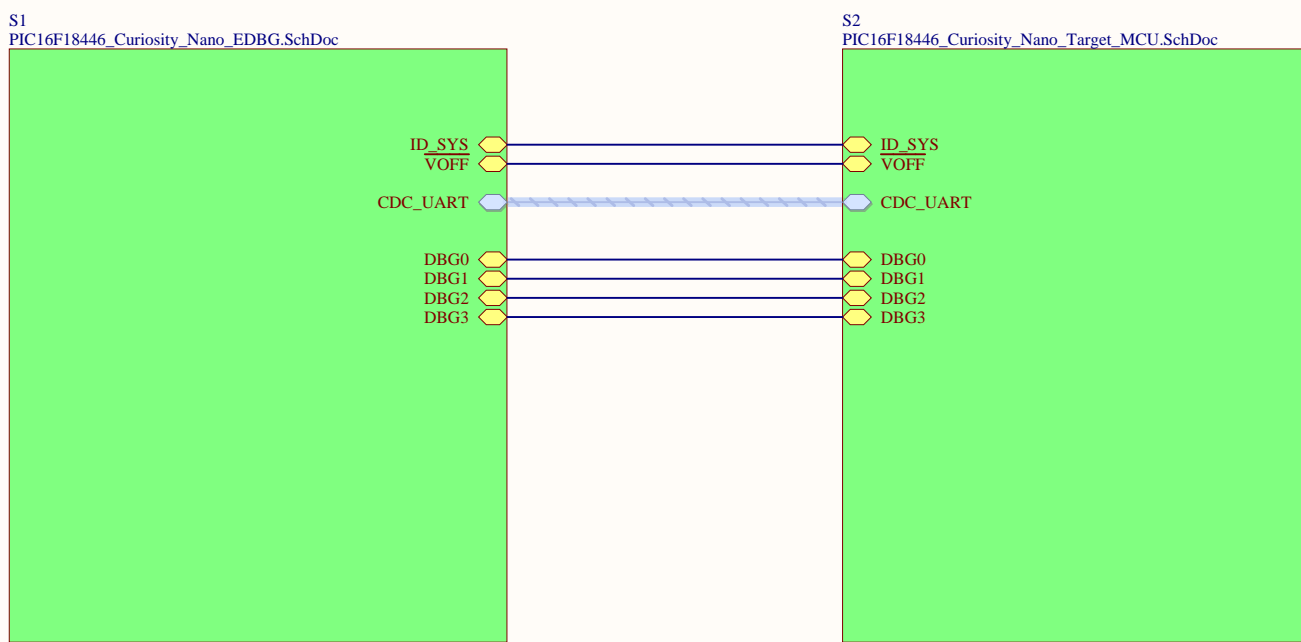 S1
PIC16F18446_Curiosity_Nano_EDBG.SchDoc
ID_SYS
VOFF
CDC_UART
DBG0
DBG1
DBG2
DBG3
S2
PIC16F18446_Curiosity_Nano_Target_MCU.SchDoc
ID_SYS
VOFF
CDC_UART
DBG0
DBG1
DBG2
DBG3